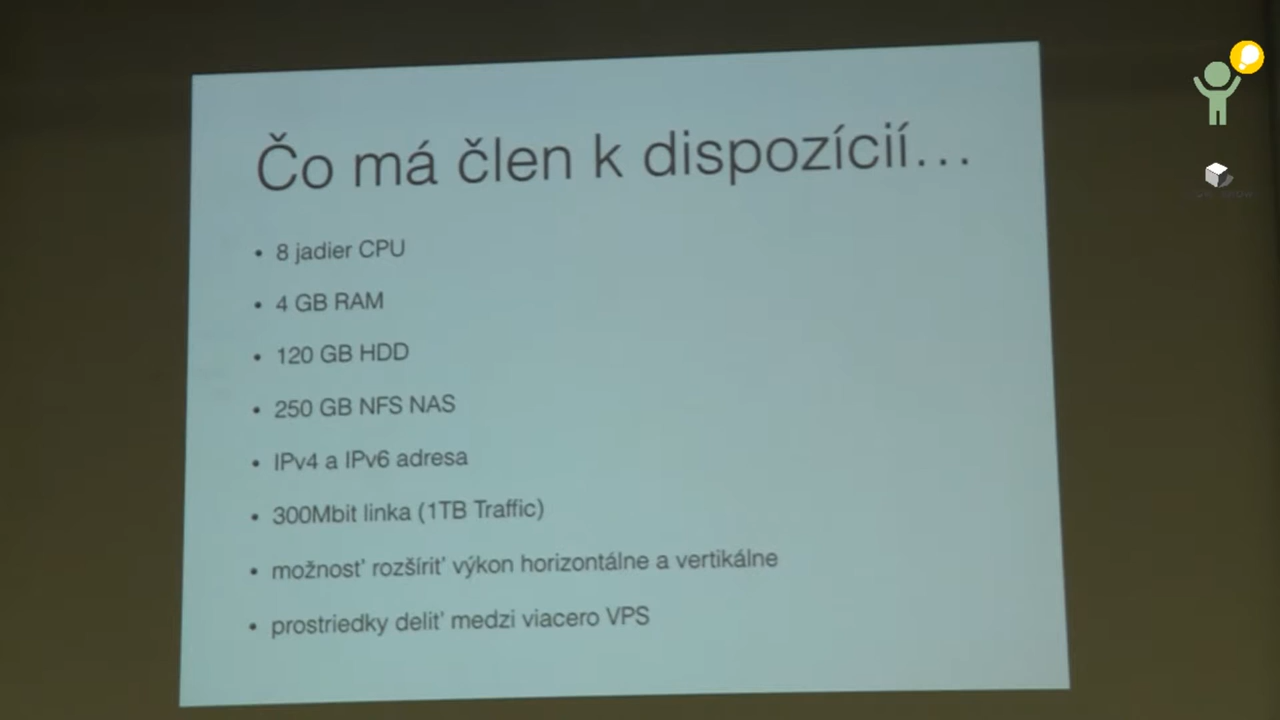 Čo má člen k dispozícií…
• 8 jadier CPU
• 4 GB RAM
• 120 GB HDD
• 250 GB NFS NAS
• IPv4 a IPv6 adresa
• 300Mbit linka (1TB Traffic)
• možnosť rozšíriť výkon horizontálne a vertikálne
• prostriedky deliť medzi viacero VPS